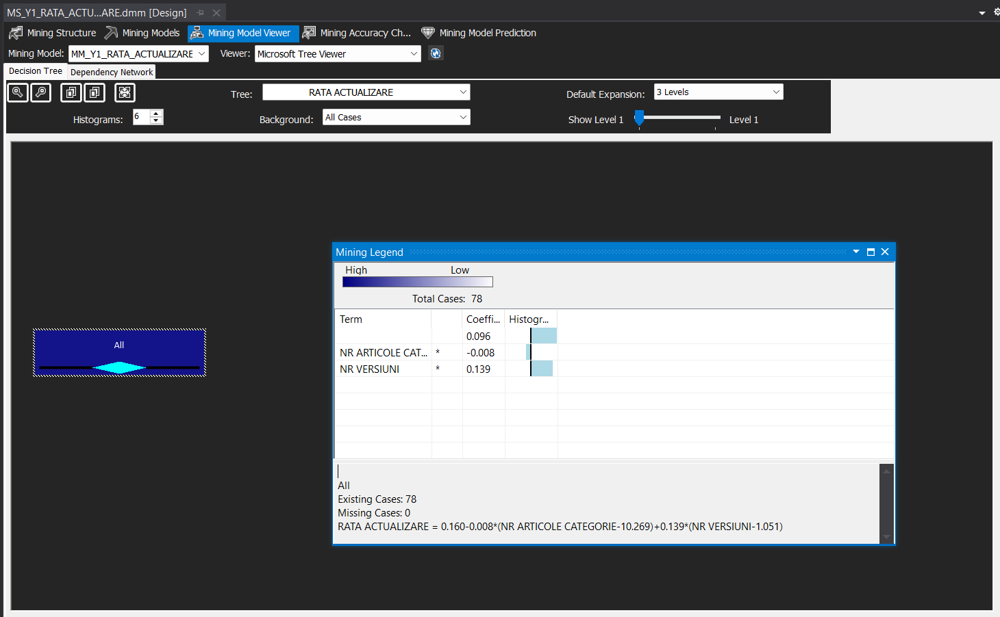 MS_Y1_RATA_ACTU...ARE.dmm [Design]
Mining Structure Mining Models Mining Model Viewer Mining Accuracy Ch... Mining Model Prediction
Mining Model: MM_Y1_RATA_ACTUALIZARE Viewer: Microsoft Tree Viewer
Decision Tree Dependency Network
Tree: RATA ACTUALIZARE Default Expansion: 3 Levels
Histograms: 6 Background: All Cases Show Level 1 Level 1
Mining Legend
High Low
Total Cases: 78
Term Coeffi... Histogr...
0.096
NR ARTICOLE CAT... * -0.008
NR VERSIUNI * 0.139
All
All
Existing Cases: 78
Missing Cases: 0
RATA ACTUALIZARE = 0.160-0.008*(NR ARTICOLE CATEGORIE-10.269)+0.139*(NR VERSIUNI-1.051)